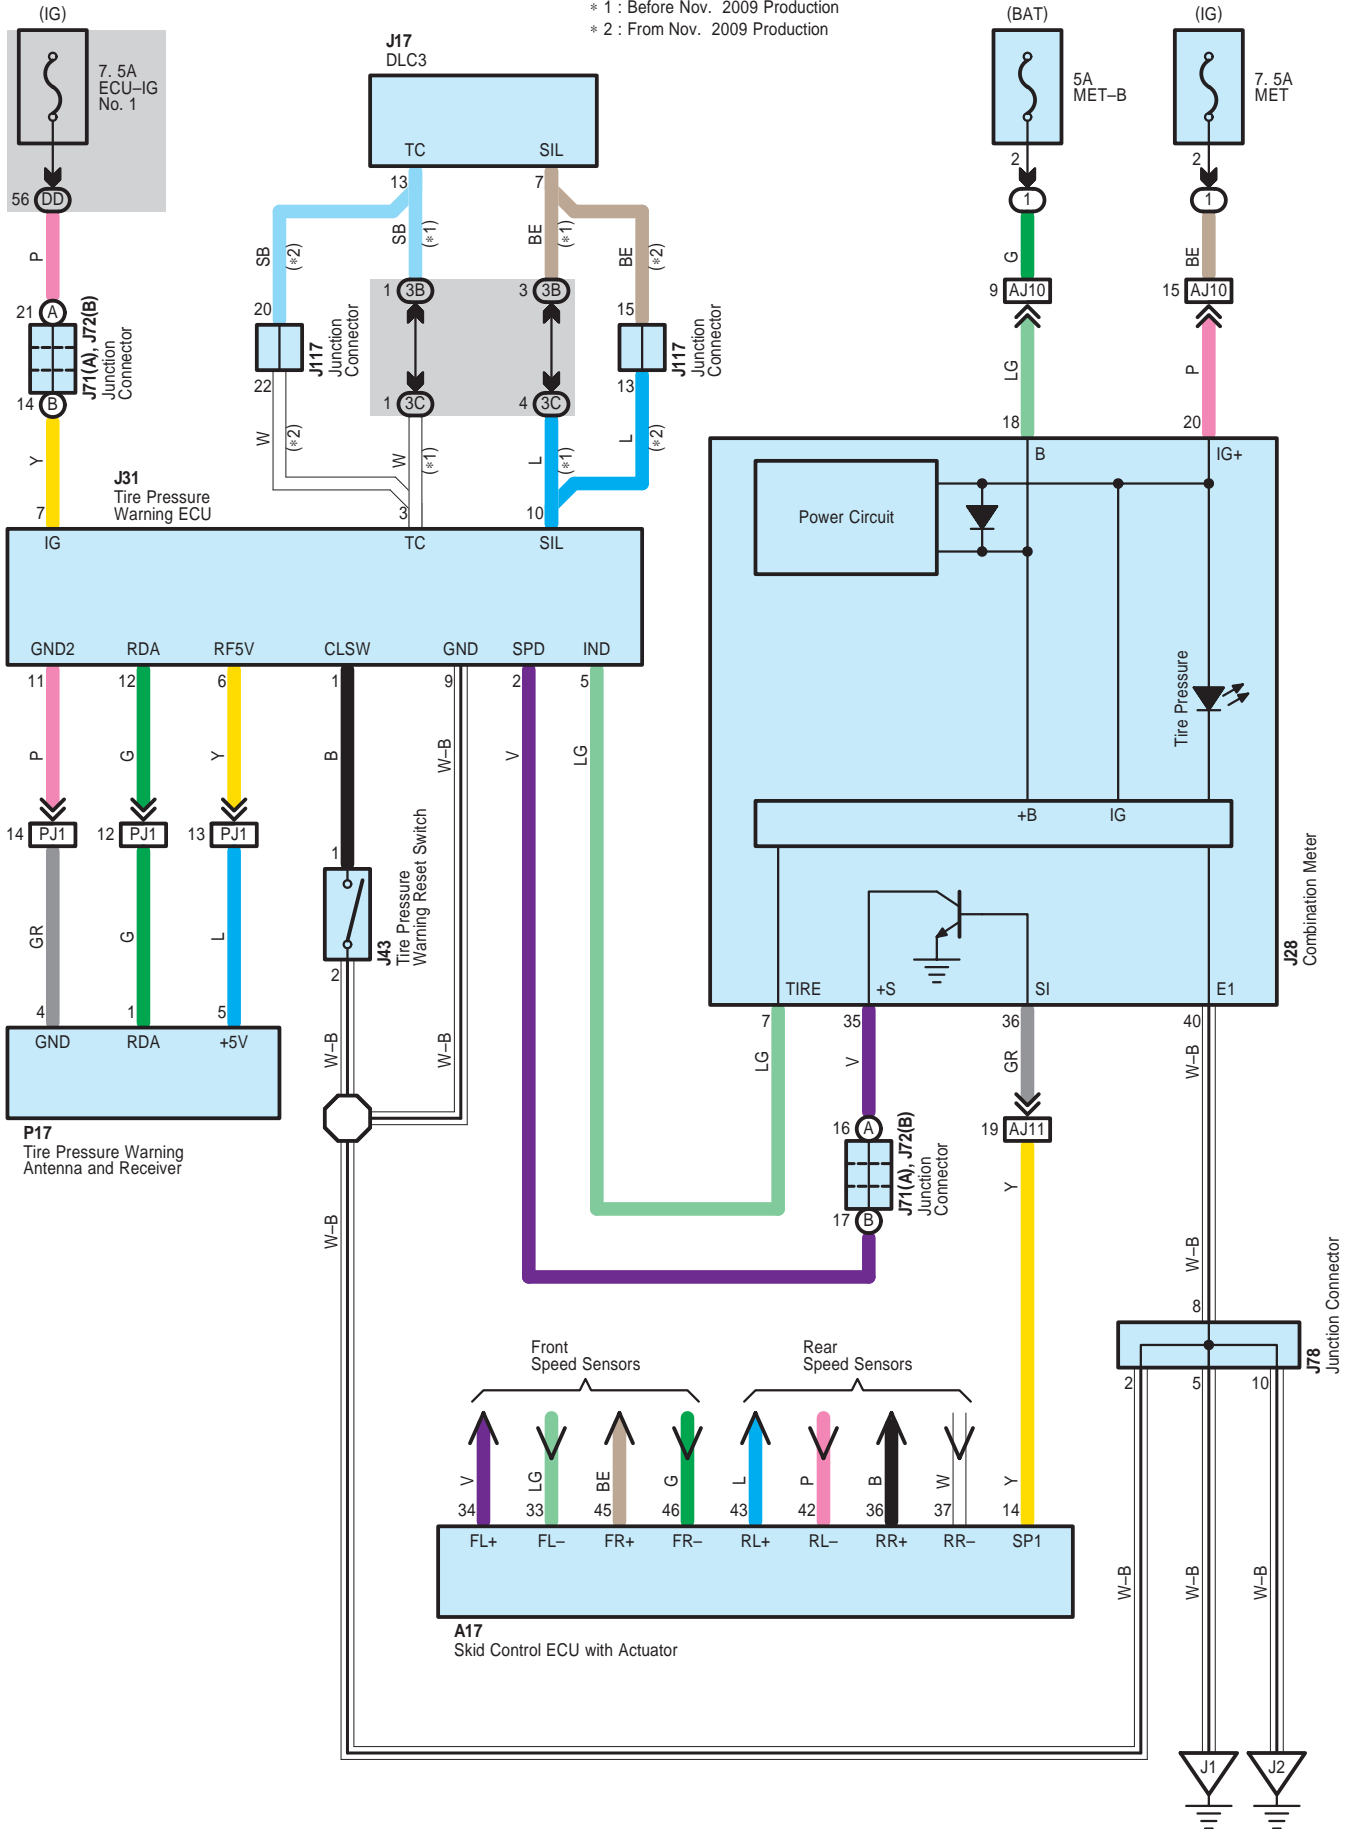 ∗ 1 : Before Nov. 2009 Production
∗ 2 : From Nov. 2009 Production
(IG)
(BAT)
(IG)
7. 5A
ECU–IG
No. 1
J17
DLC3
5A
MET–B
7. 5A
MET
TC
SIL
13
7
2
2
56
DD
1
1
P
SB
(∗2)
SB
(∗1)
BE
(∗1)
BE
(∗2)
G
BE
21
A
J71(A), J72(B)
Junction
Connector
14
B
20
J117
Junction
Connector
22
1
3B
3
3B
1
3C
4
3C
15
J117
Junction
Connector
13
9
AJ10
15
AJ10
LG
P
18
20
Y
W
(∗2)
W
(∗1)
L
(∗1)
L
(∗2)
J31
Tire Pressure
Warning ECU
7
3
10
IG
TC
SIL
B
IG+
Power Circuit
GND2
RDA
RF5V
CLSW
GND
SPD
IND
11
12
6
1
9
2
5
P
G
Y
B
W–B
V
LG
Tire Pressure
14
PJ1
12
PJ1
13
PJ1
+B
IG
GR
G
L
1
J43
Tire Pressure
Warning Reset Switch
2
J28
Combination Meter
4
1
5
GND
RDA
+5V
W–B
W–B
TIRE
+S
SI
E1
7
35
36
40
LG
V
GR
W–B
P17
Tire Pressure Warning
Antenna and Receiver
16
A
J71(A), J72(B)
Junction
Connector
17
B
19
AJ11
Y
W–B
W–B
8
J78
Junction Connector
2
5
10
Front
Speed Sensors
Rear
Speed Sensors
V
LG
BE
G
L
P
B
W
Y
34
33
45
46
43
42
36
37
14
FL+
FL–
FR+
FR–
RL+
RL–
RR+
RR–
SP1
W–B
W–B
W–B
A17
Skid Control ECU with Actuator
J1
J2